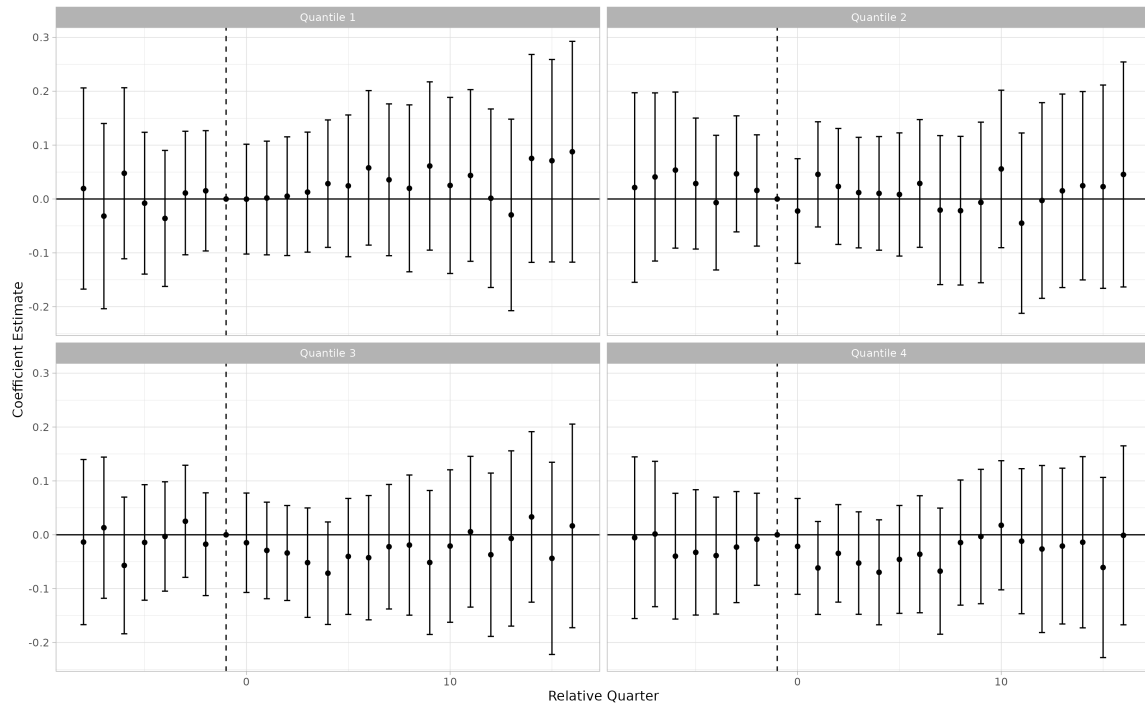 Quantile 1
Quantile 2
0.3
0.2
0.1
0.0
-0.1
-0.2
Quantile 3
Quantile 4
0.3
0.2
0.1
0.0
-0.1
-0.2
0
10
0
10
Coefficient Estimate
Relative Quarter